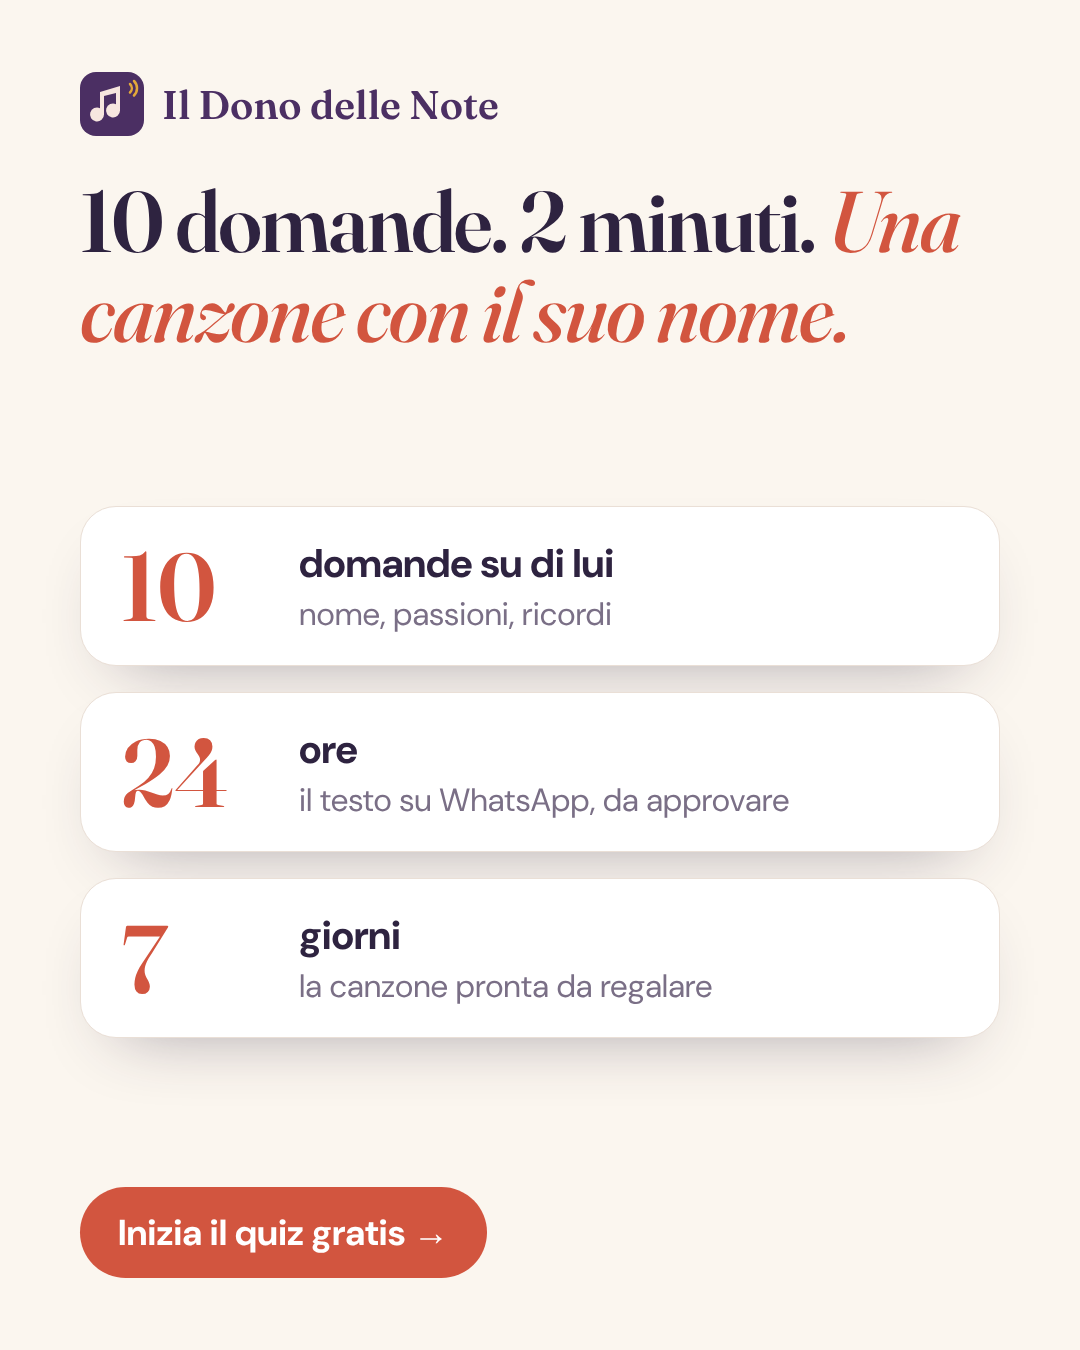 Il Dono delle Note
10 domande. 2 minuti. Una
canzone con il suo nome.
10
domande su di lui
nome, passioni, ricordi
24
ore
il testo su WhatsApp, da approvare
7
giorni
la canzone pronta da regalare
Inizia il quiz gratis →